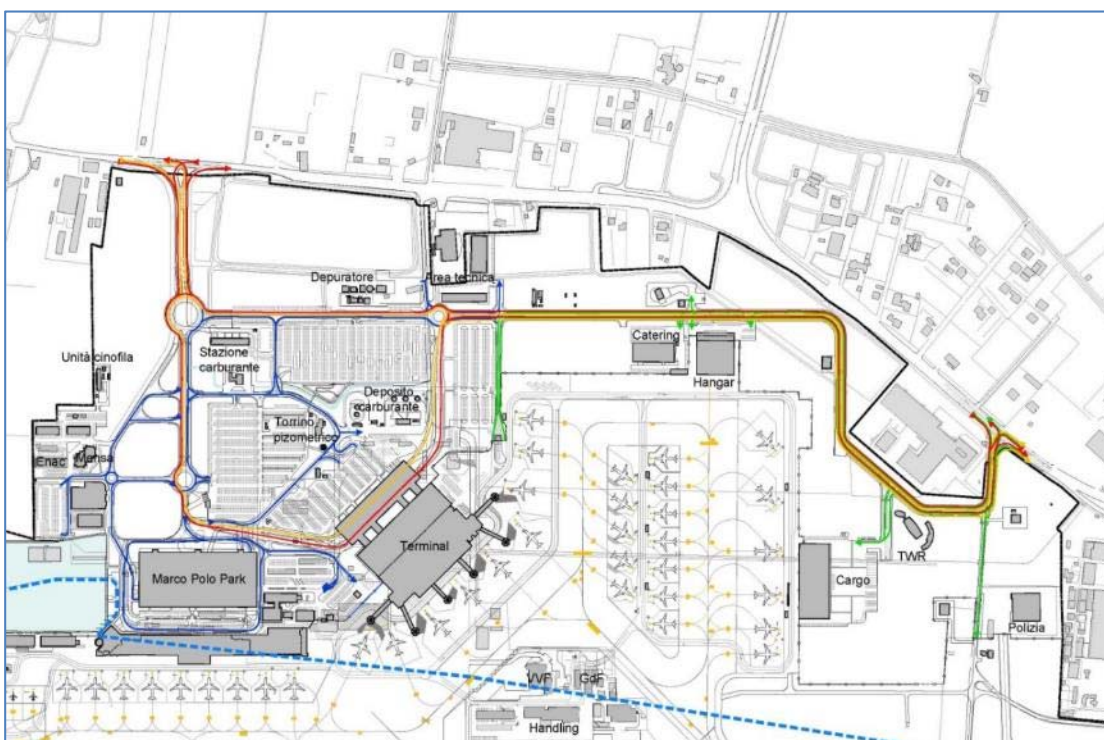 Depuratore
Area tecnica
Unità cinofila
Stazione
carburante
Catering
Hangar
Deposito
carburante
Torrino
pizometrico
Enac
Mensa
Terminal
TWR
Marco Polo Park
Cargo
Polizia
VVF
GdF
Handling